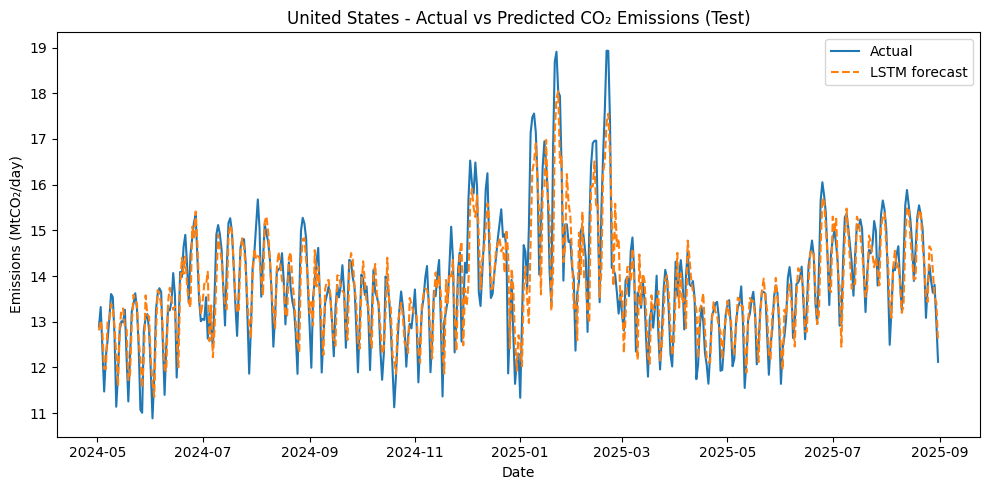 United States - Actual vs Predicted CO₂ Emissions (Test)
Actual
LSTM forecast
Emissions (MtCO₂/day)
19
18
17
16
15
14
13
12
11
2024-05 2024-07 2024-09 2024-11 2025-01 2025-03 2025-05 2025-07 2025-09
Date